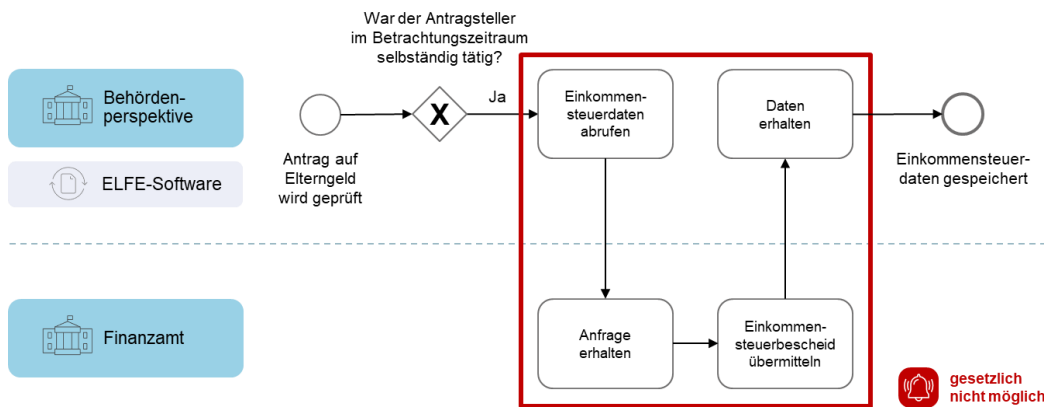 War der Antragsteller
im Betrachtungszeitraum
selbständig tätig?
Behörden-
perspektive
ELFE-Software
Antrag auf
Elterngeld
wird geprüft
X
Ja
Einkommen-
steuerdaten
abrufen
Daten
erhalten
Einkommensteuer-
daten gespeichert
Finanzamt
Anfrage
erhalten
Einkommen-
steuerbescheid
übermitteln
gesetzlich
nicht möglich